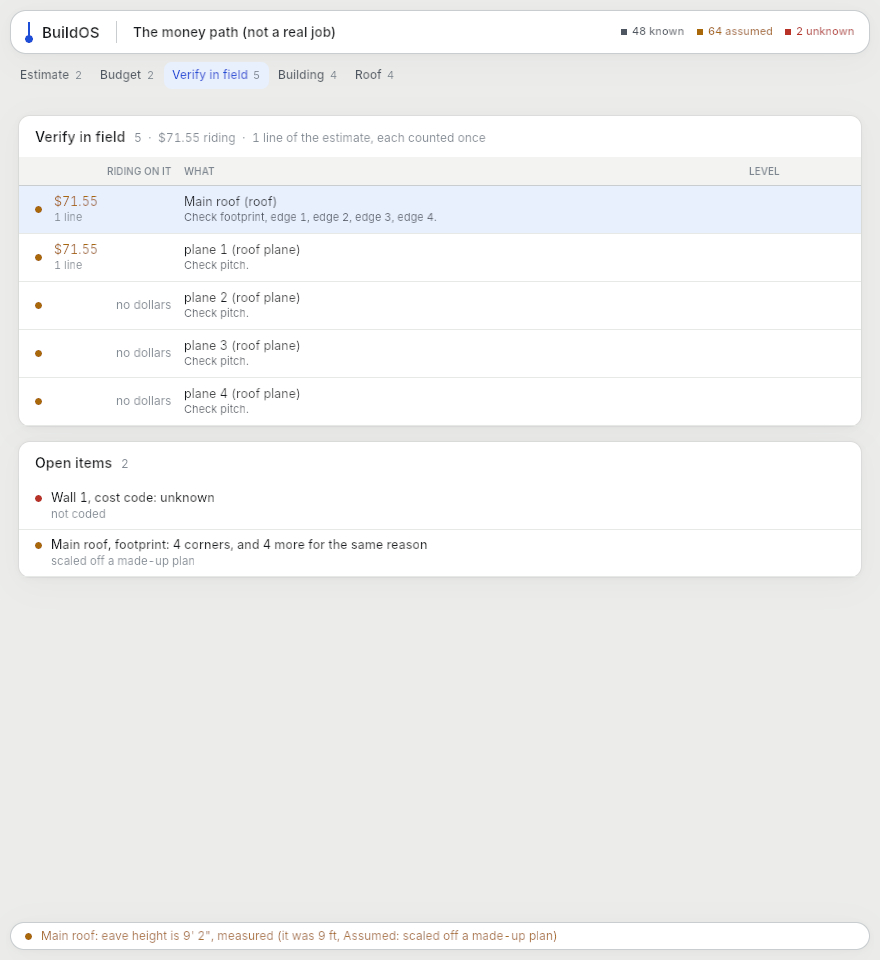 BuildOS
The money path (not a real job)
48 known 64 assumed 2 unknown
Estimate 2 Budget 2 Verify in field 5 Building 4 Roof 4
Verify in field 5 · $71.55 riding · 1 line of the estimate, each counted once
RIDING ON IT WHAT LEVEL
$71.55 Main roof (roof)
1 line Check footprint, edge 1, edge 2, edge 3, edge 4.
$71.55 plane 1 (roof plane)
1 line Check pitch.
no dollars plane 2 (roof plane)
Check pitch.
no dollars plane 3 (roof plane)
Check pitch.
no dollars plane 4 (roof plane)
Check pitch.
Open items 2
Wall 1, cost code: unknown
not coded
Main roof, footprint: 4 corners, and 4 more for the same reason
scaled off a made-up plan
Main roof: eave height is 9' 2", measured (it was 9 ft, Assumed: scaled off a made-up plan)